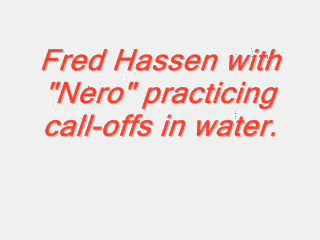 Fred Hassen with
"Nero" practicing
call-offs in water.